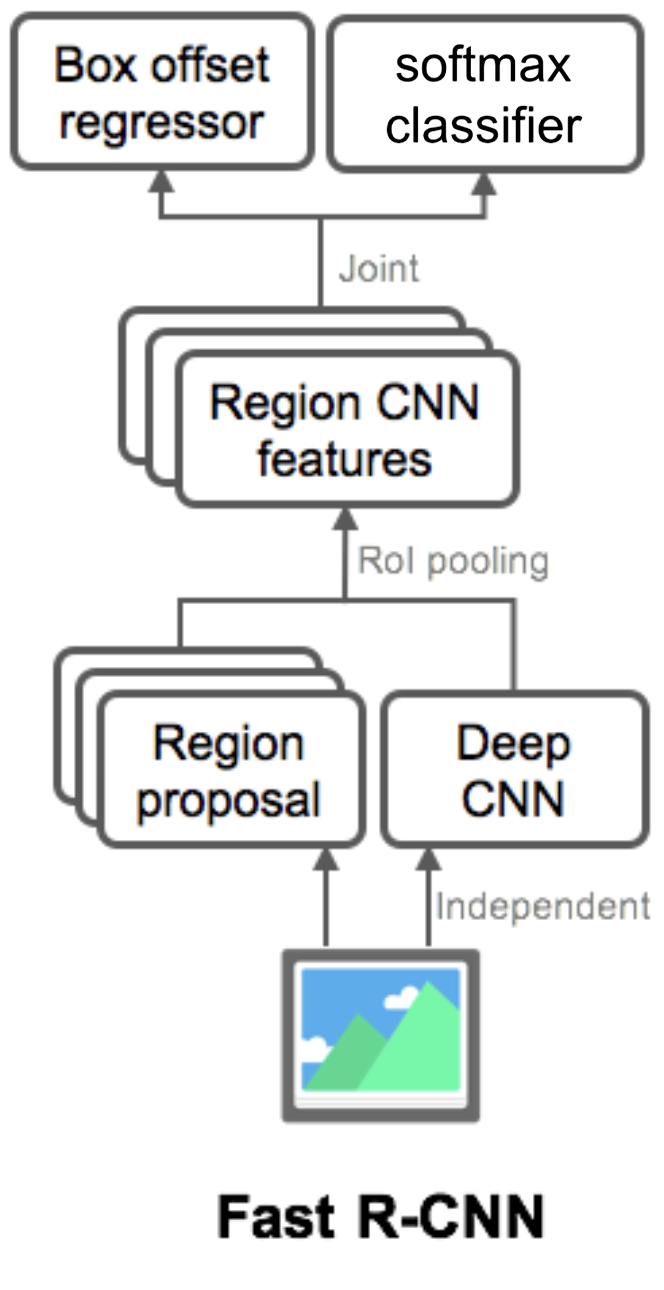 Box offset
regressor
softmax
classifier
Joint
Region CNN
features
RoI pooling
Region
proposal
Deep
CNN
Independent
Fast R-CNN